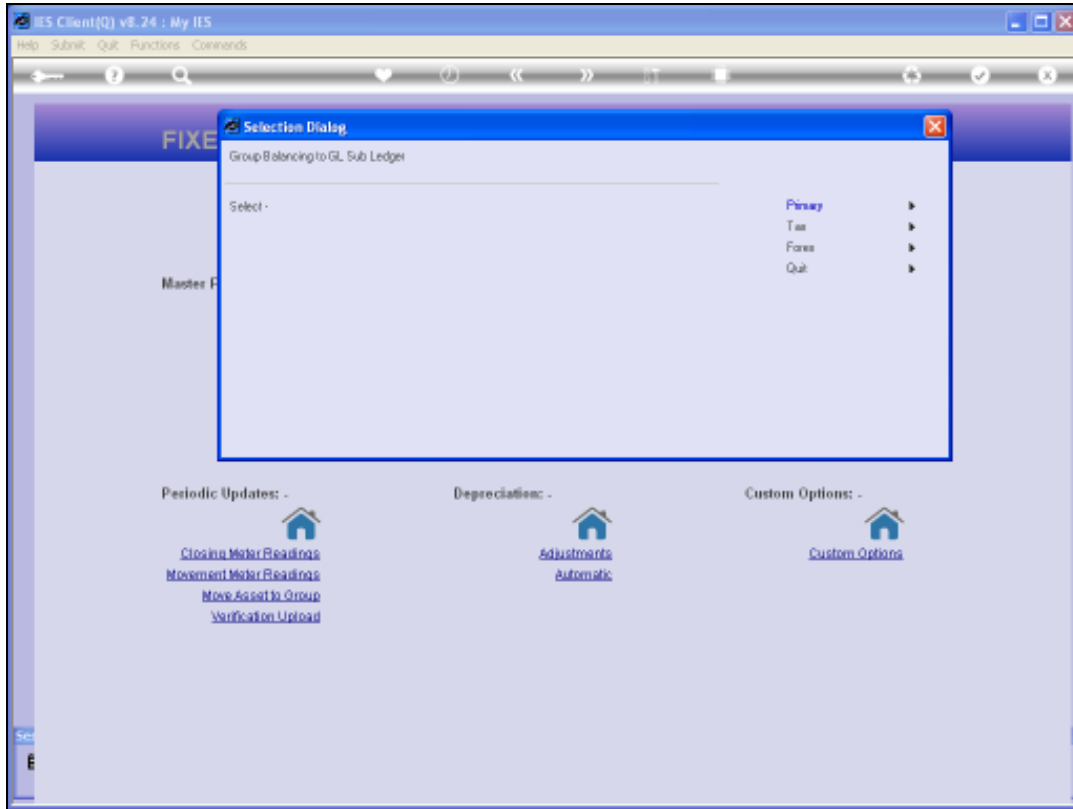 IES Client(Q) v8.24 : My IES
Help Submit Quit Functions Commands
FIXE
Selection Dialog
Group Balancing to GL Sub Ledger
Select -
Primary
Tax
Forex
Quit
Master F
Periodic Updates: -
Closing Meter Readings
Movement Meter Readings
Move Asset to Group
Verification Upload
Depreciation: -
Adjustments
Automatic
Custom Options: -
Custom Options
Ses